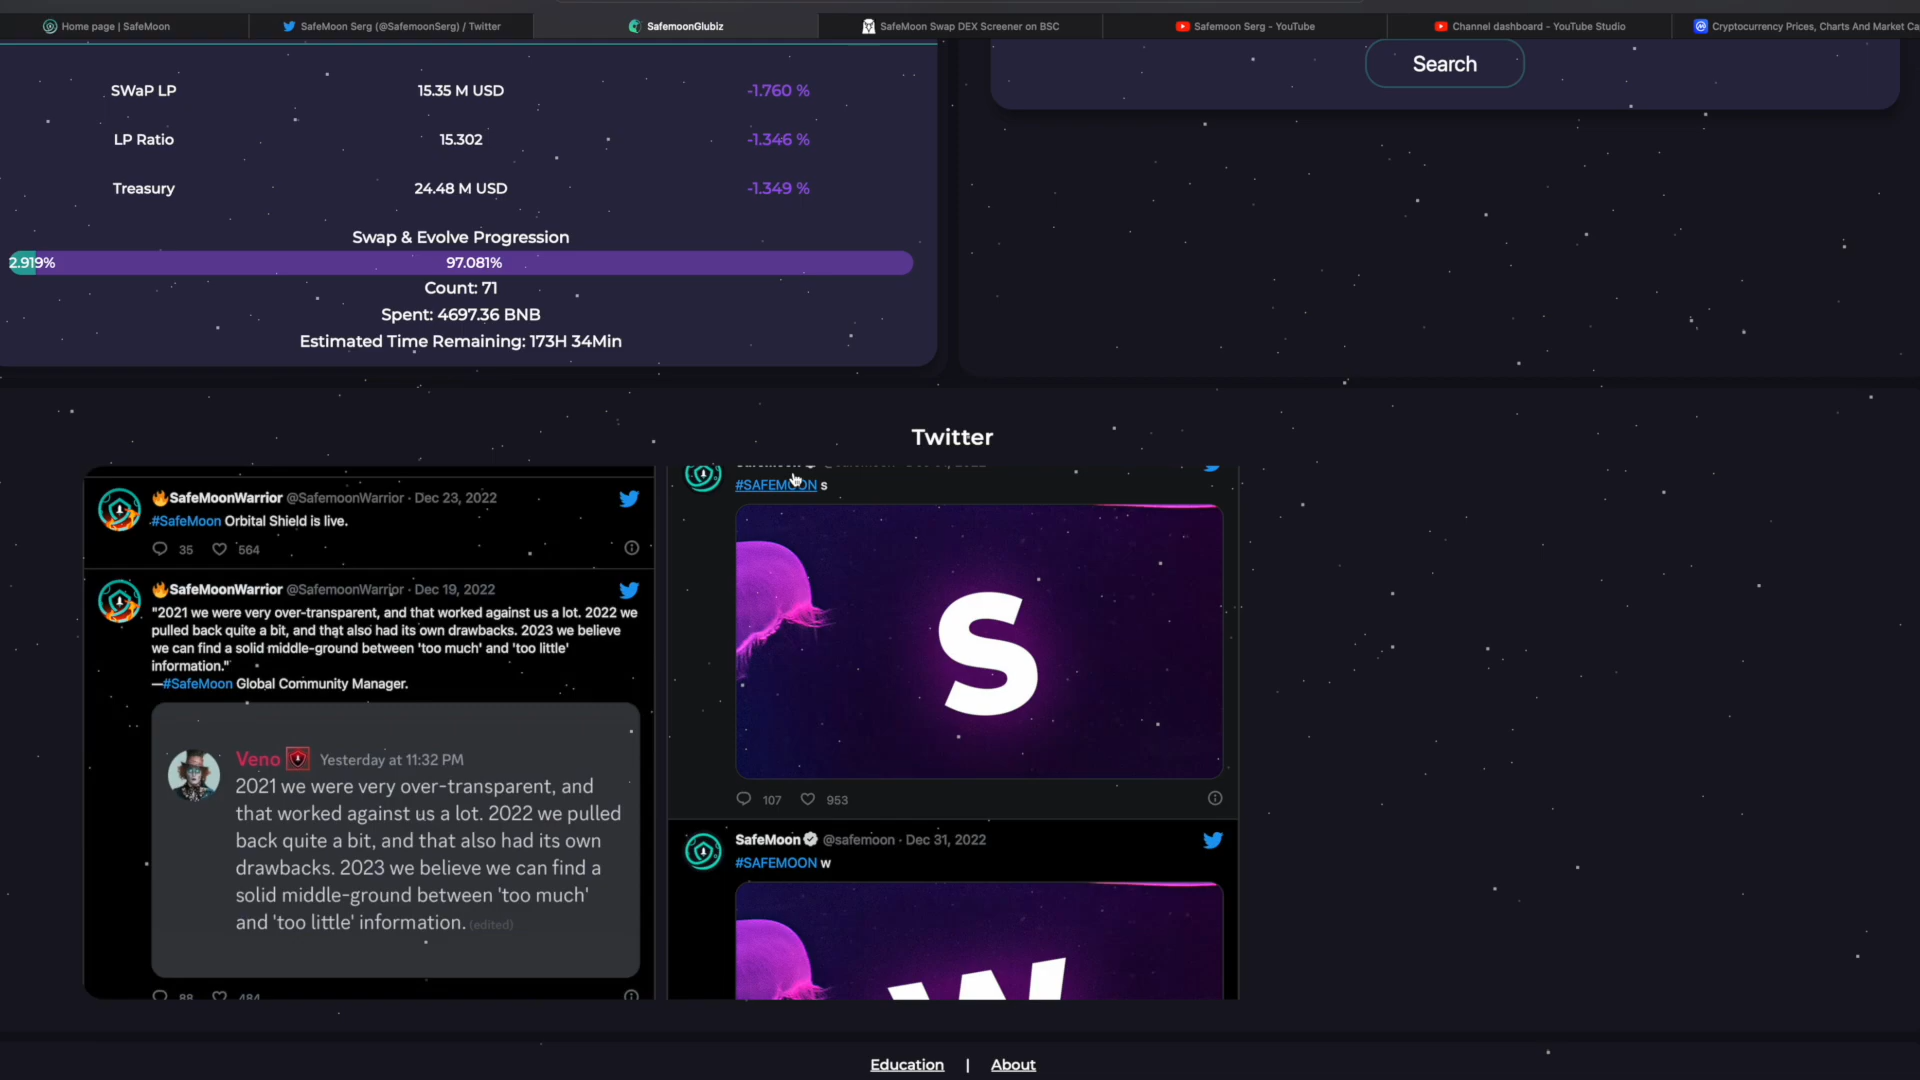 Home page | SafeMoon
SafeMoon Serg (@SafemoonSerg) / Twitter
SafemoonGlubiz
SafeMoon Swap DEX Screener on BSC
Safemoon Serg - YouTube
Channel dashboard - YouTube Studio
Cryptocurrency Prices, Charts And Market Ca
SWaP LP 15.35 M USD -1.760 %
LP Ratio 15.302 -1.346 %
Treasury 24.48 M USD -1.349 %
Swap & Evolve Progression
2.919% 97.081%
Count: 71
Spent: 4697.36 BNB
Estimated Time Remaining: 173H 34Min
Search
Twitter
SafeMoonWarrior @SafemoonWarrior · Dec 23, 2022
#SafeMoon Orbital Shield is live.
35 564
SafeMoonWarrior @SafemoonWarrior · Dec 19, 2022
"2021 we were very over-transparent, and that worked against us a lot. 2022 we
pulled back quite a bit, and that also had its own drawbacks. 2023 we believe
we can find a solid middle-ground between 'too much' and 'too little'
information."
—#SafeMoon Global Community Manager.
Veno Yesterday at 11:32 PM
2021 we were very over-transparent, and
that worked against us a lot. 2022 we pulled
back quite a bit, and that also had its own
drawbacks. 2023 we believe we can find a
solid middle-ground between 'too much'
and 'too little' information. (edited)
88 484
#SAFEMOON s
S
107 953
SafeMoon @safemoon · Dec 31, 2022
#SAFEMOON w
W
Education | About